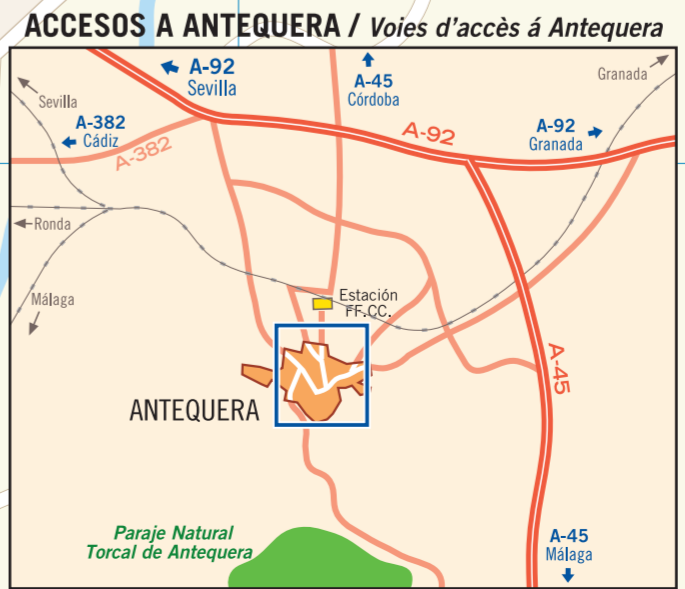 ACCESOS A ANTEQUERA / Voies d'accès á Antequera
A-92
Sevilla
A-45
Córdoba
Granada
Sevilla
A-382
Cádiz
A-382
A-92
A-92
Granada
Ronda
Málaga
Estación
FF.CC.
A-45
ANTEQUERA
Paraje Natural
Torcal de Antequera
A-45
Málaga